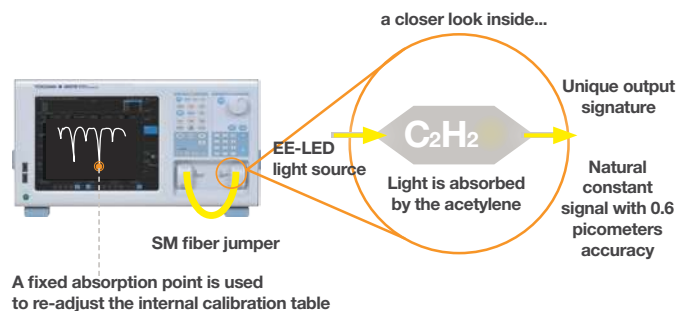 a closer look inside...
YOKOGAWA
Unique output
signature
C2H2
EE-LED
light source
Light is absorbed
by the acetylene
Natural
constant
signal with 0.6
picometers
accuracy
SM fiber jumper
A fixed absorption point is used
to re-adjust the internal calibration table